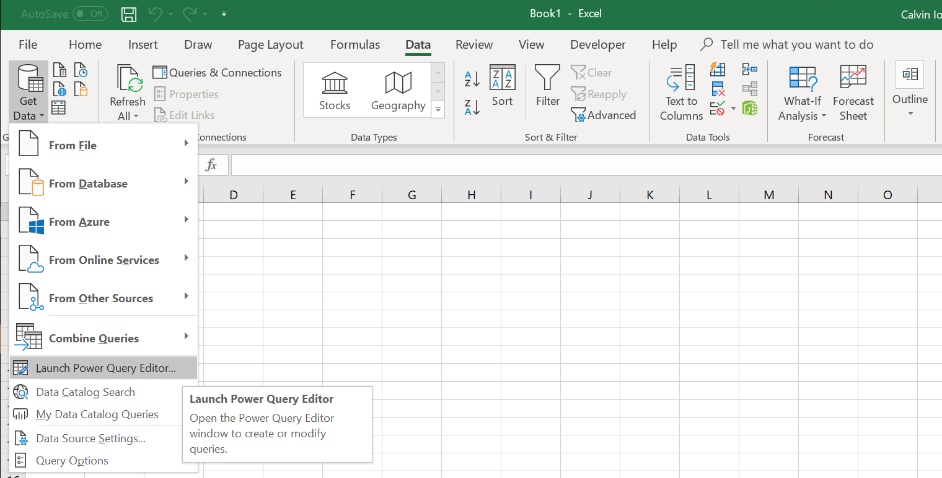 AutoSave Off
Book1 - Excel
Calvin
File Home Insert Draw Page Layout Formulas Data Review View Developer Help Tell me what you want to do
Get
Data
Refresh
All
Queries & Connections
Properties
Edit Links
Connections
Stocks
Geography
Data Types
A
Z
Z
A
Z A
A Z
Sort
Filter
Clear
Reapply
Advanced
Sort & Filter
Text to
Columns
Data Tools
What-If
Analysis
Forecast
Sheet
Forecast
Outline
fx
D E F G H I J K L M N O
From File
From Database
From Azure
From Online Services
From Other Sources
Combine Queries
Launch Power Query Editor...
Data Catalog Search
My Data Catalog Queries
Data Source Settings...
Query Options
Launch Power Query Editor
Open the Power Query Editor
window to create or modify
queries.